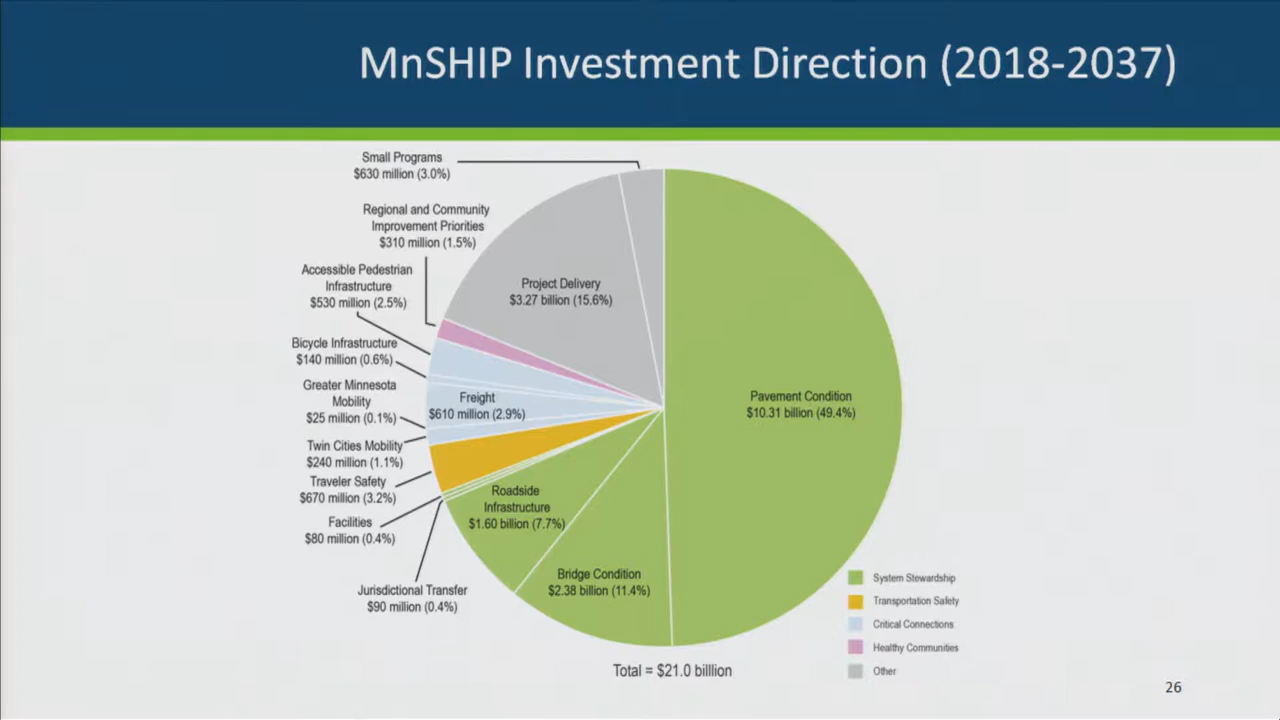 MnSHIP Investment Direction (2018-2037)
Small Programs
$630 million (3.0%)
Regional and Community
Improvement Priorities
$310 million (1.5%)
Accessible Pedestrian
Infrastructure
$530 million (2.5%)
Bicycle Infrastructure
$140 million (0.6%)
Greater Minnesota
Mobility
$25 million (0.1%)
Twin Cities Mobility
$240 million (1.1%)
Traveler Safety
$670 million (3.2%)
Facilities
$80 million (0.4%)
Jurisdictional Transfer
$90 million (0.4%)
Project Delivery
$3.27 billion (15.6%)
Freight
$610 million (2.9%)
Roadside
Infrastructure
$1.60 billion (7.7%)
Bridge Condition
$2.38 billion (11.4%)
Pavement Condition
$10.31 billion (49.4%)
System Stewardship
Transportation Safety
Critical Connections
Healthy Communities
Other
Total = $21.0 billlion
26